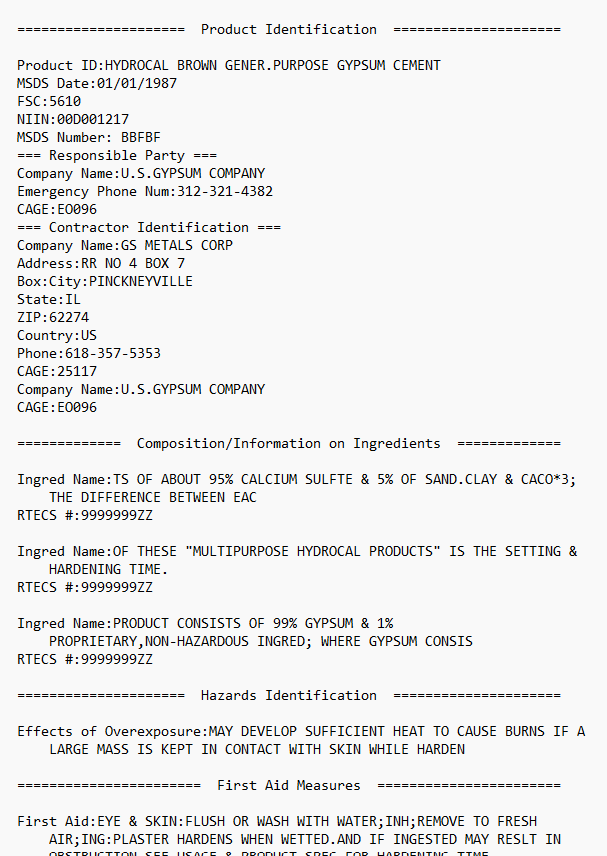 =====================  Product Identification  =====================
Product ID:HYDROCAL BROWN GENER.PURPOSE GYPSUM CEMENT
MSDS Date:01/01/1987
FSC:5610
NIIN:00D001217
MSDS Number: BBFBF
=== Responsible Party ===
Company Name:U.S.GYPSUM COMPANY
Emergency Phone Num:312-321-4382
CAGE:EO096
=== Contractor Identification ===
Company Name:GS METALS CORP
Address:RR NO 4 BOX 7
Box:City:PINCKNEYVILLE
State:IL
ZIP:62274
Country:US
Phone:618-357-5353
CAGE:25117
Company Name:U.S.GYPSUM COMPANY
CAGE:EO096
=============  Composition/Information on Ingredients  =============
Ingred Name:TS OF ABOUT 95% CALCIUM SULFTE & 5% OF SAND.CLAY & CACO*3;
THE DIFFERENCE BETWEEN EAC
RTECS #:9999999ZZ
Ingred Name:OF THESE "MULTIPURPOSE HYDROCAL PRODUCTS" IS THE SETTING &
HARDENING TIME.
RTECS #:9999999ZZ
Ingred Name:PRODUCT CONSISTS OF 99% GYPSUM & 1%
PROPRIETARY,NON-HAZARDOUS INGRED; WHERE GYPSUM CONSIS
RTECS #:9999999ZZ
=====================  Hazards Identification  =====================
Effects of Overexposure:MAY DEVELOP SUFFICIENT HEAT TO CAUSE BURNS IF A
LARGE MASS IS KEPT IN CONTACT WITH SKIN WHILE HARDEN
=======================  First Aid Measures  =======================
First Aid:EYE & SKIN:FLUSH OR WASH WITH WATER;INH;REMOVE TO FRESH
AIR;ING:PLASTER HARDENS WHEN WETTED.AND IF INGESTED MAY RESLT IN
OBSTRUCTION.SEE USAGE & PRODUCT SPEC FOR HARDENING TIME